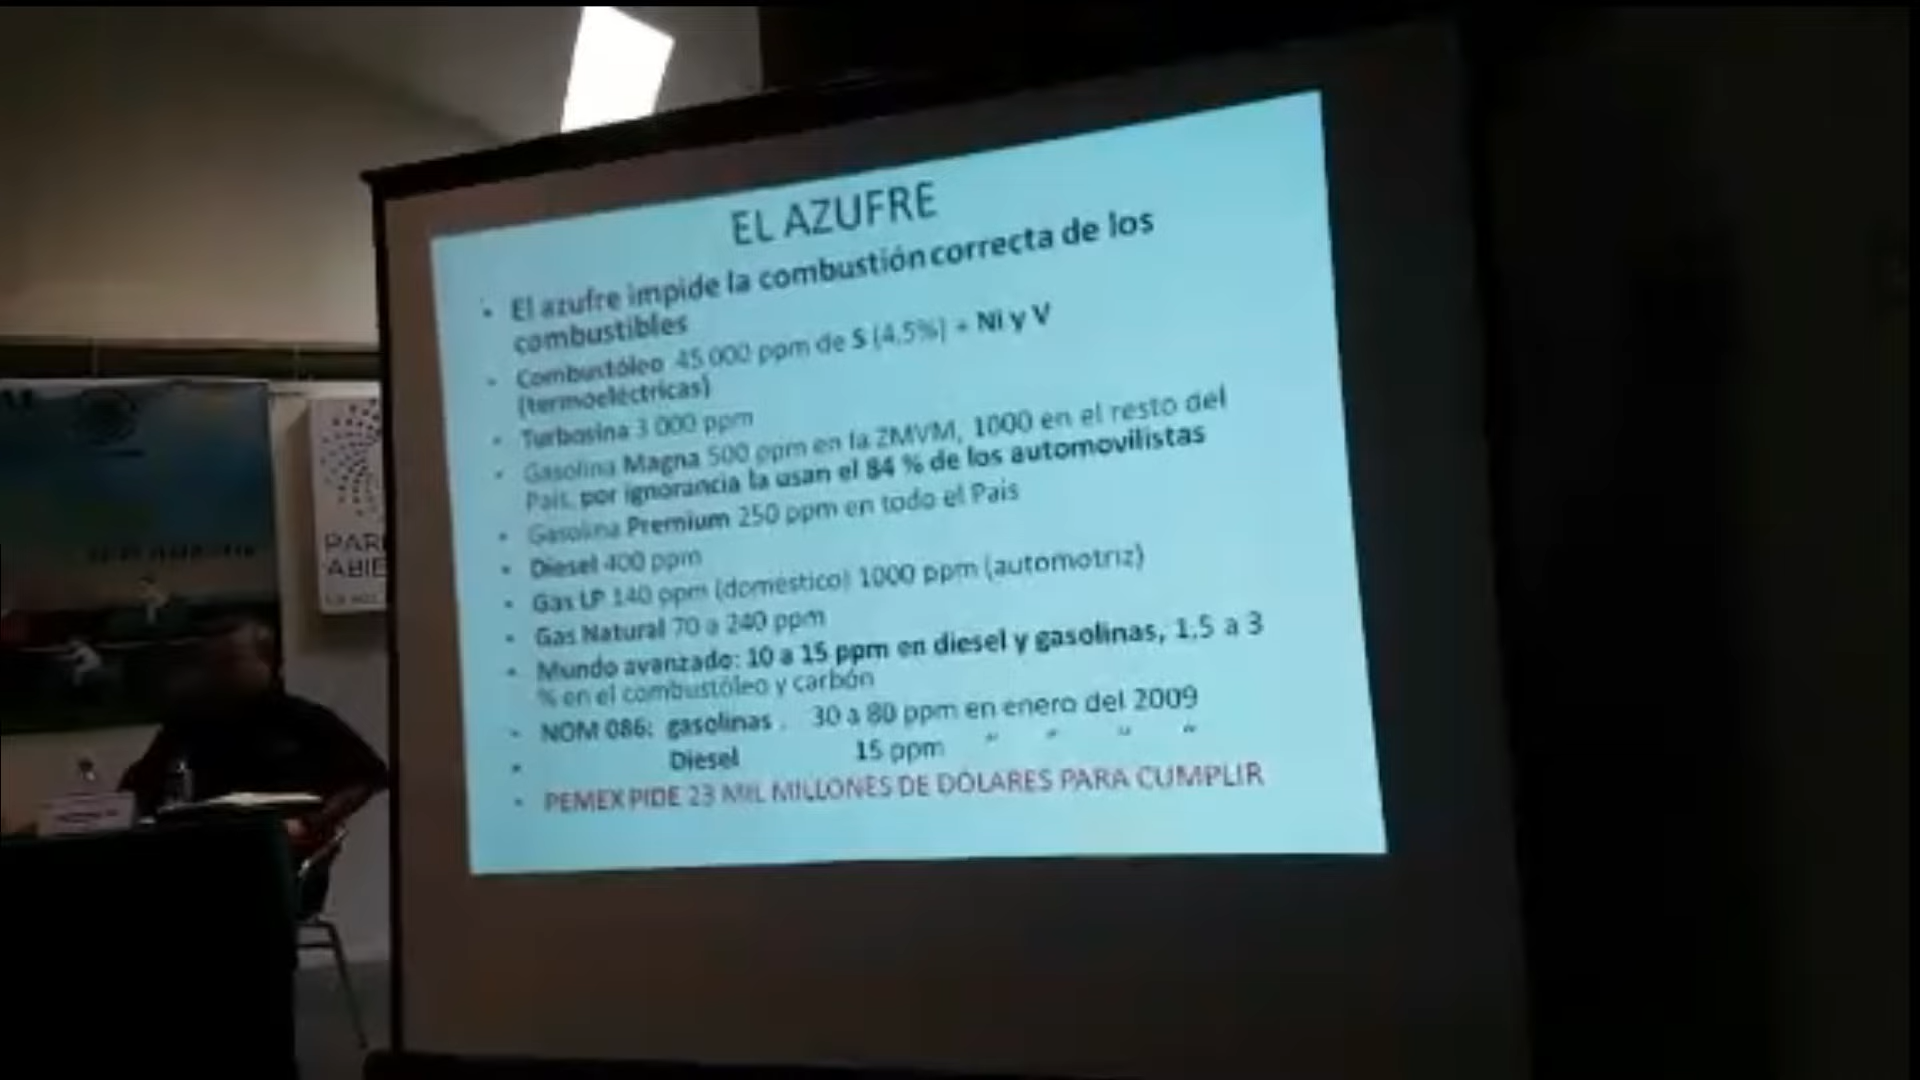 EL AZUFRE
• El azufre impide la combustión correcta de los
combustibles
• Combustóleo 45 000 ppm de S (4,5%) + Ni y V
(termoeléctricas)
• Turbosina 3 000 ppm
• Gasolina Magna 500 ppm en la ZMVM, 1000 en el resto del
País, por ignorancia la usan el 84 % de los automovilistas
• Gasolina Premium 250 ppm en todo el País
• Diesel 400 ppm
• Gas LP 140 ppm (doméstico) 1000 ppm (automotriz)
• Gas Natural 70 a 240 ppm
• Mundo avanzado: 10 a 15 ppm en diesel y gasolinas, 1,5 a 3
% en el combustóleo y carbón
• NOM 086: gasolinas . 30 a 80 ppm en enero del 2009
• Diesel 15 ppm " " " "
• PEMEX PIDE 23 MIL MILLONES DE DÓLARES PARA CUMPLIR
PAR
ABIE